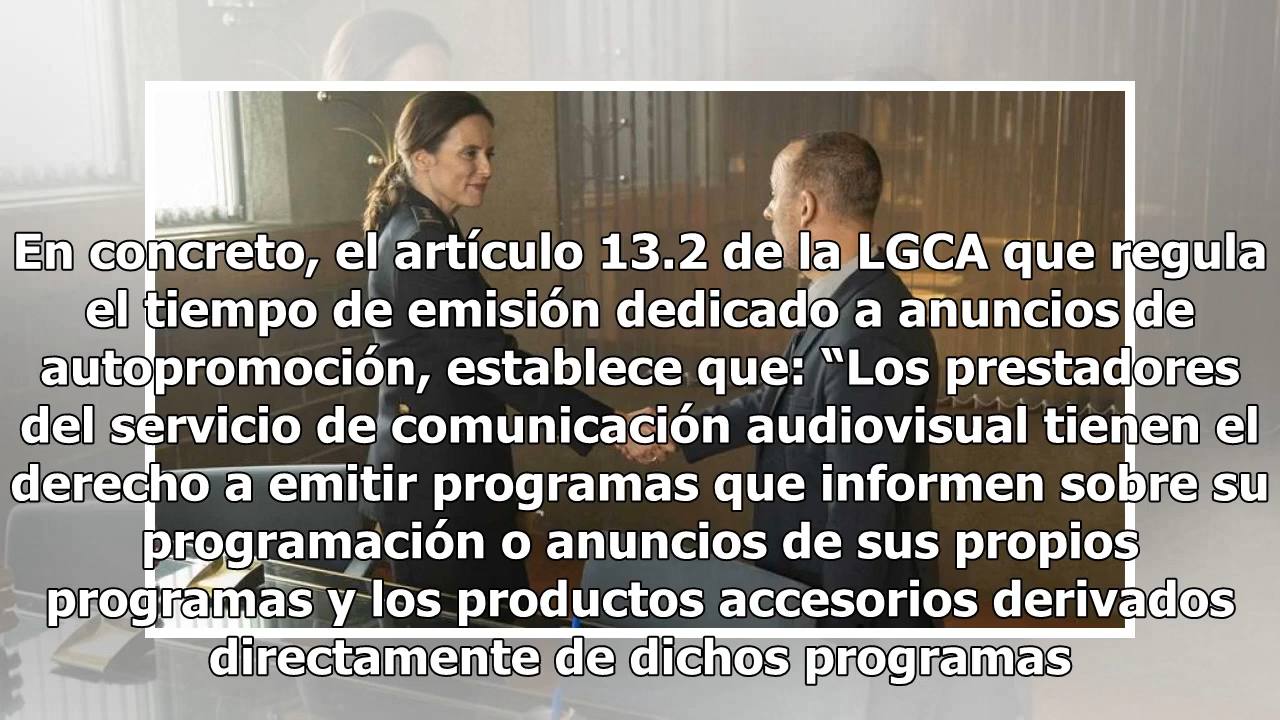 En concreto, el artículo 13.2 de la LGCA que regula
el tiempo de emisión dedicado a anuncios de
autopromoción, establece que: “Los prestadores
del servicio de comunicación audiovisual tienen el
derecho a emitir programas que informen sobre su
programación o anuncios de sus propios
programas y los productos accesorios derivados
directamente de dichos programas